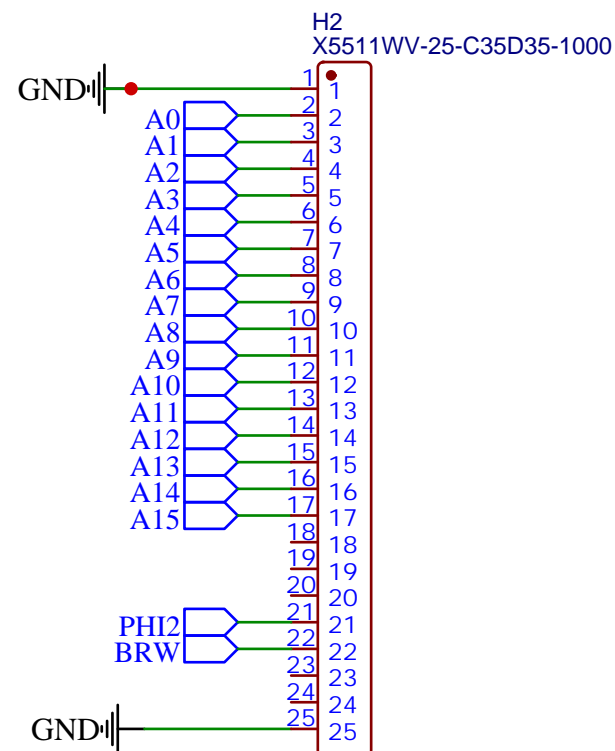 H2
X5511WV-25-C35D35-1000
GND 1 1
A0 2 2
A1 3 3
A2 4 4
A3 5 5
A4 6 6
A5 7 7
A6 8 8
A7 9 9
A8 10 10
A9 11 11
A10 12 12
A11 13 13
A12 14 14
A13 15 15
A14 16 16
A15 17 17
18 18
19 19
20 20
PHI2 21 21
BRW 22 22
23 23
24 24
GND 25 25